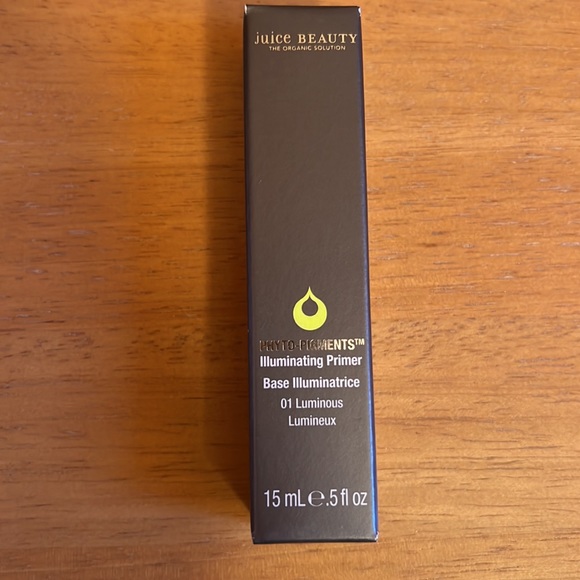 juice BEAUTY
THE ORGANIC SOLUTION
PHYTO-PIGMENTS™
Illuminating Primer
Base Illuminatrice
01 Luminous
Lumineux
15 mL℮.5 fl oz